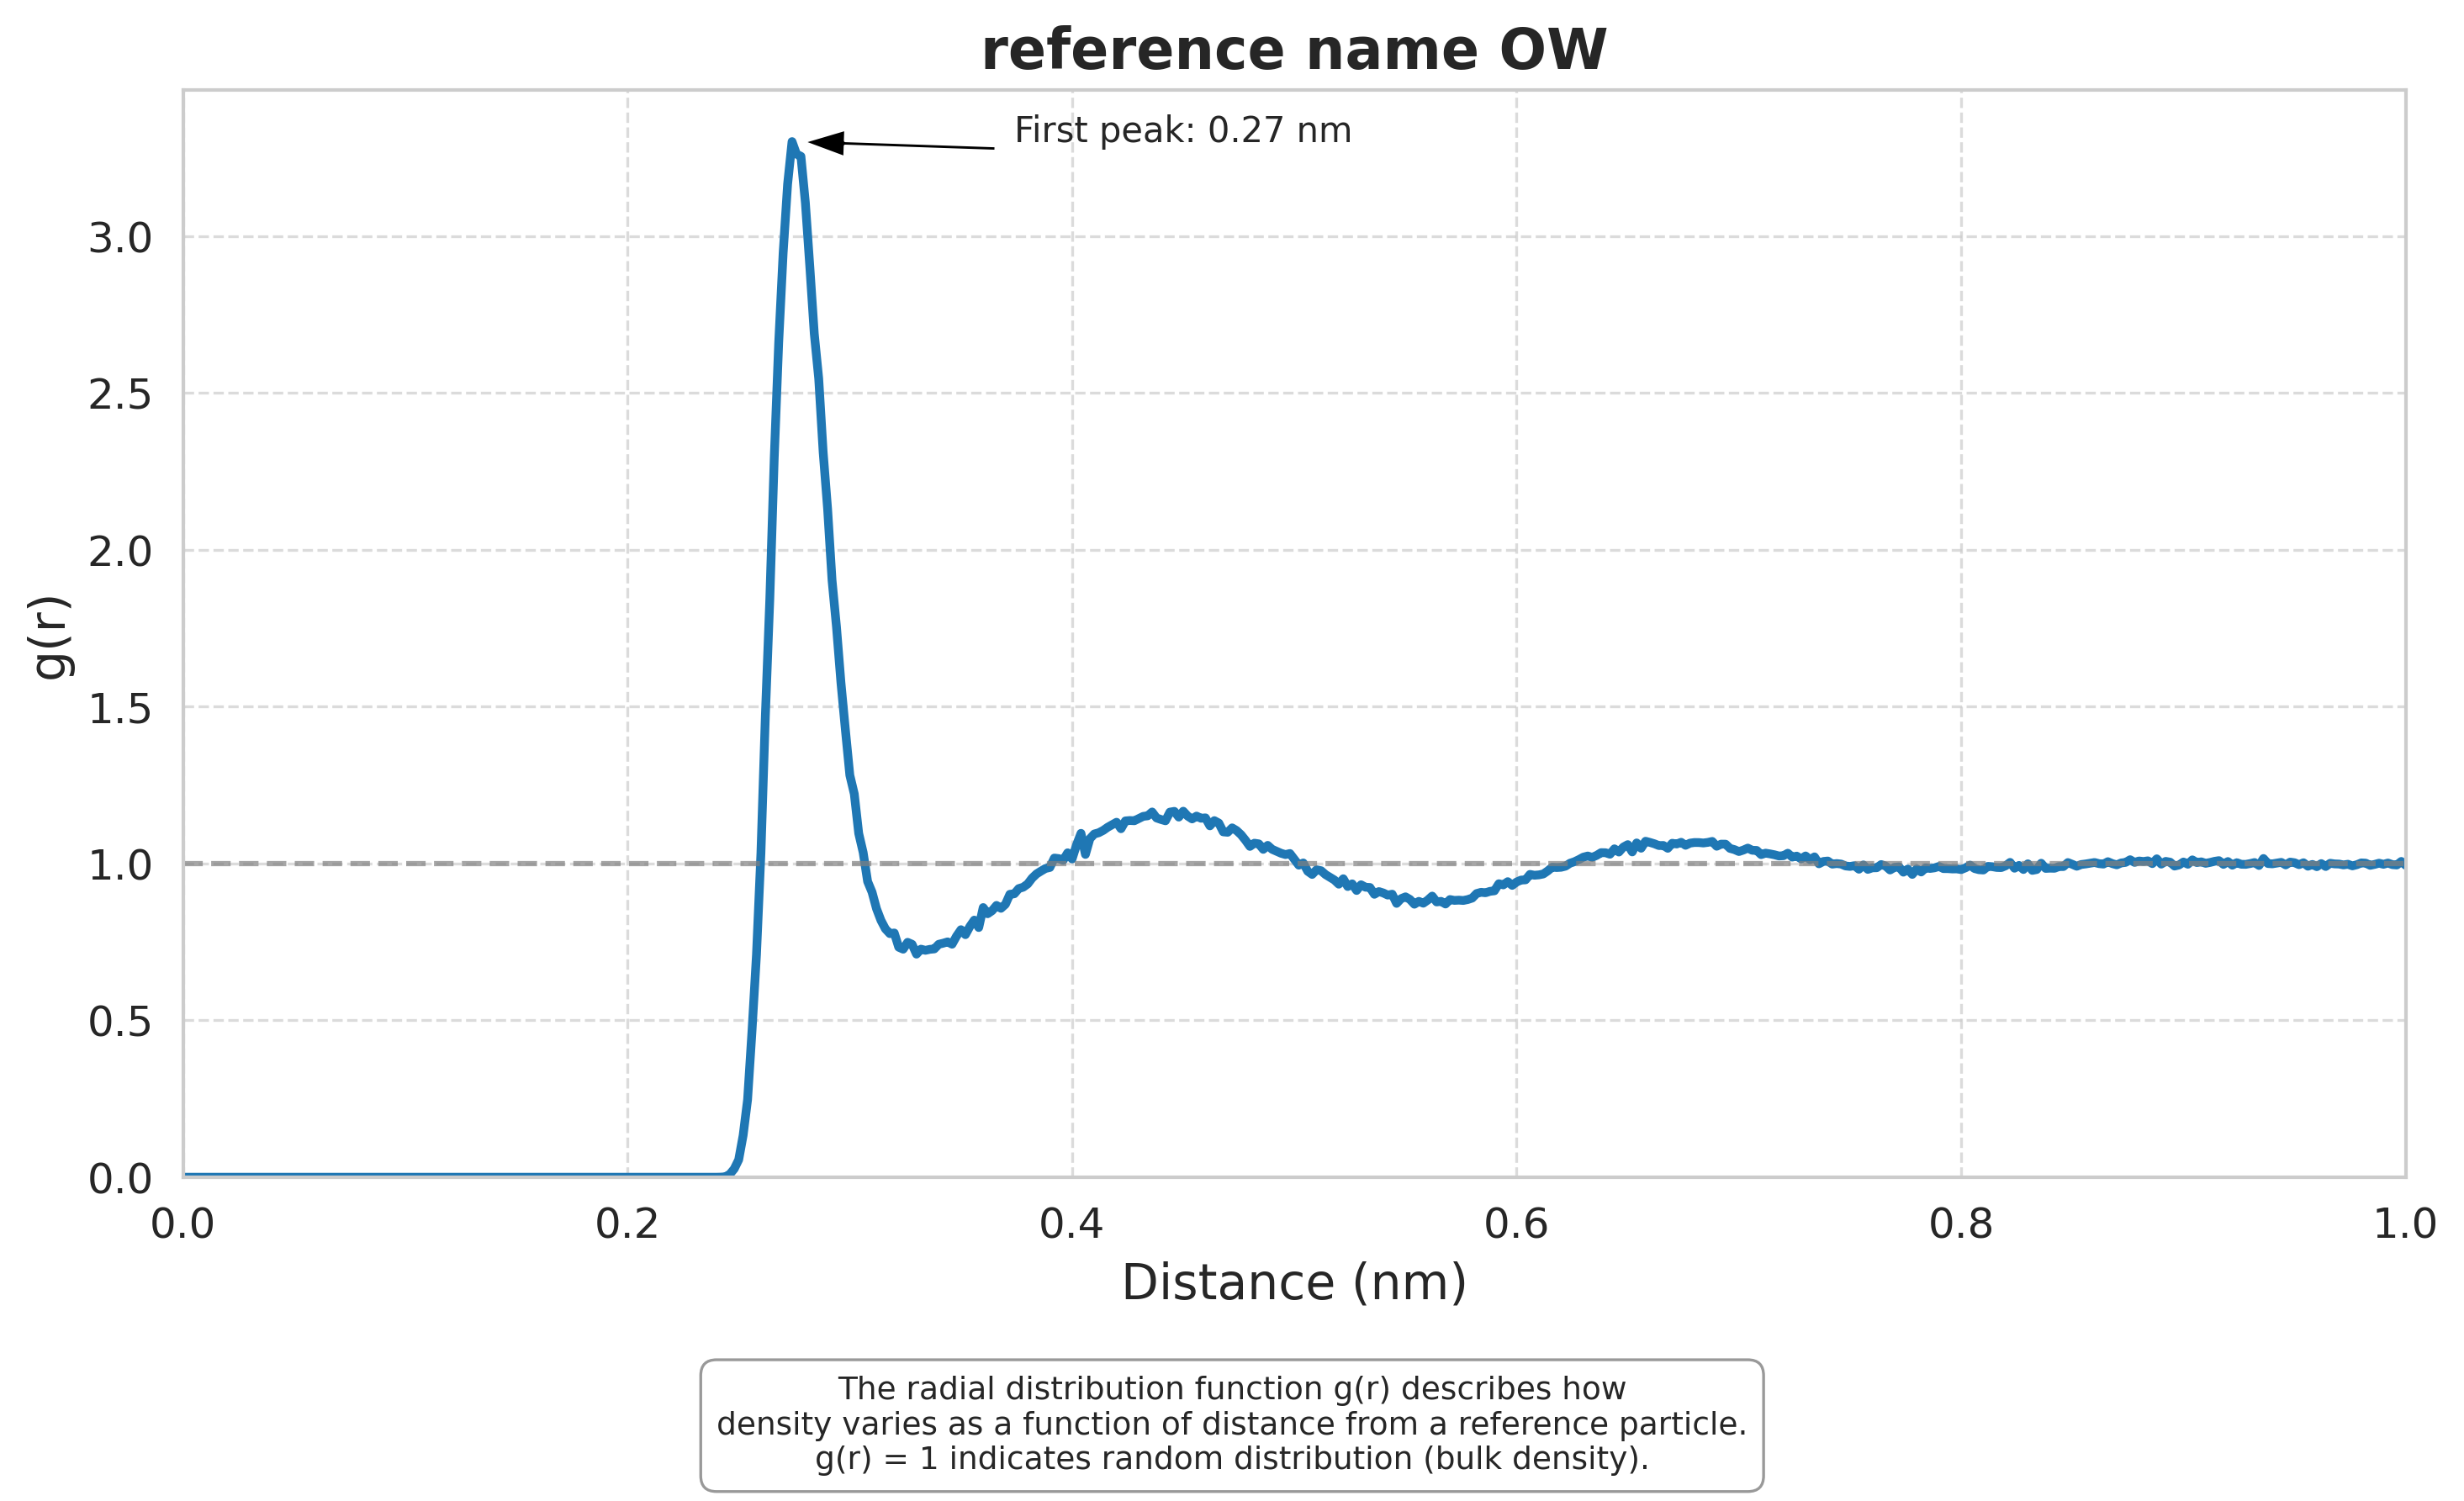 reference name OW
First peak: 0.27 nm
3.0
2.5
2.0
1.5
1.0
0.5
0.0
g(r)
0.0 0.2 0.4 0.6 0.8 1.0
Distance (nm)
The radial distribution function g(r) describes how
density varies as a function of distance from a reference particle.
g(r) = 1 indicates random distribution (bulk density).